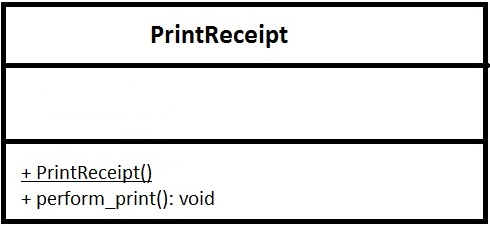 PrintReceipt
+ PrintReceipt()
+ perform_print(): void